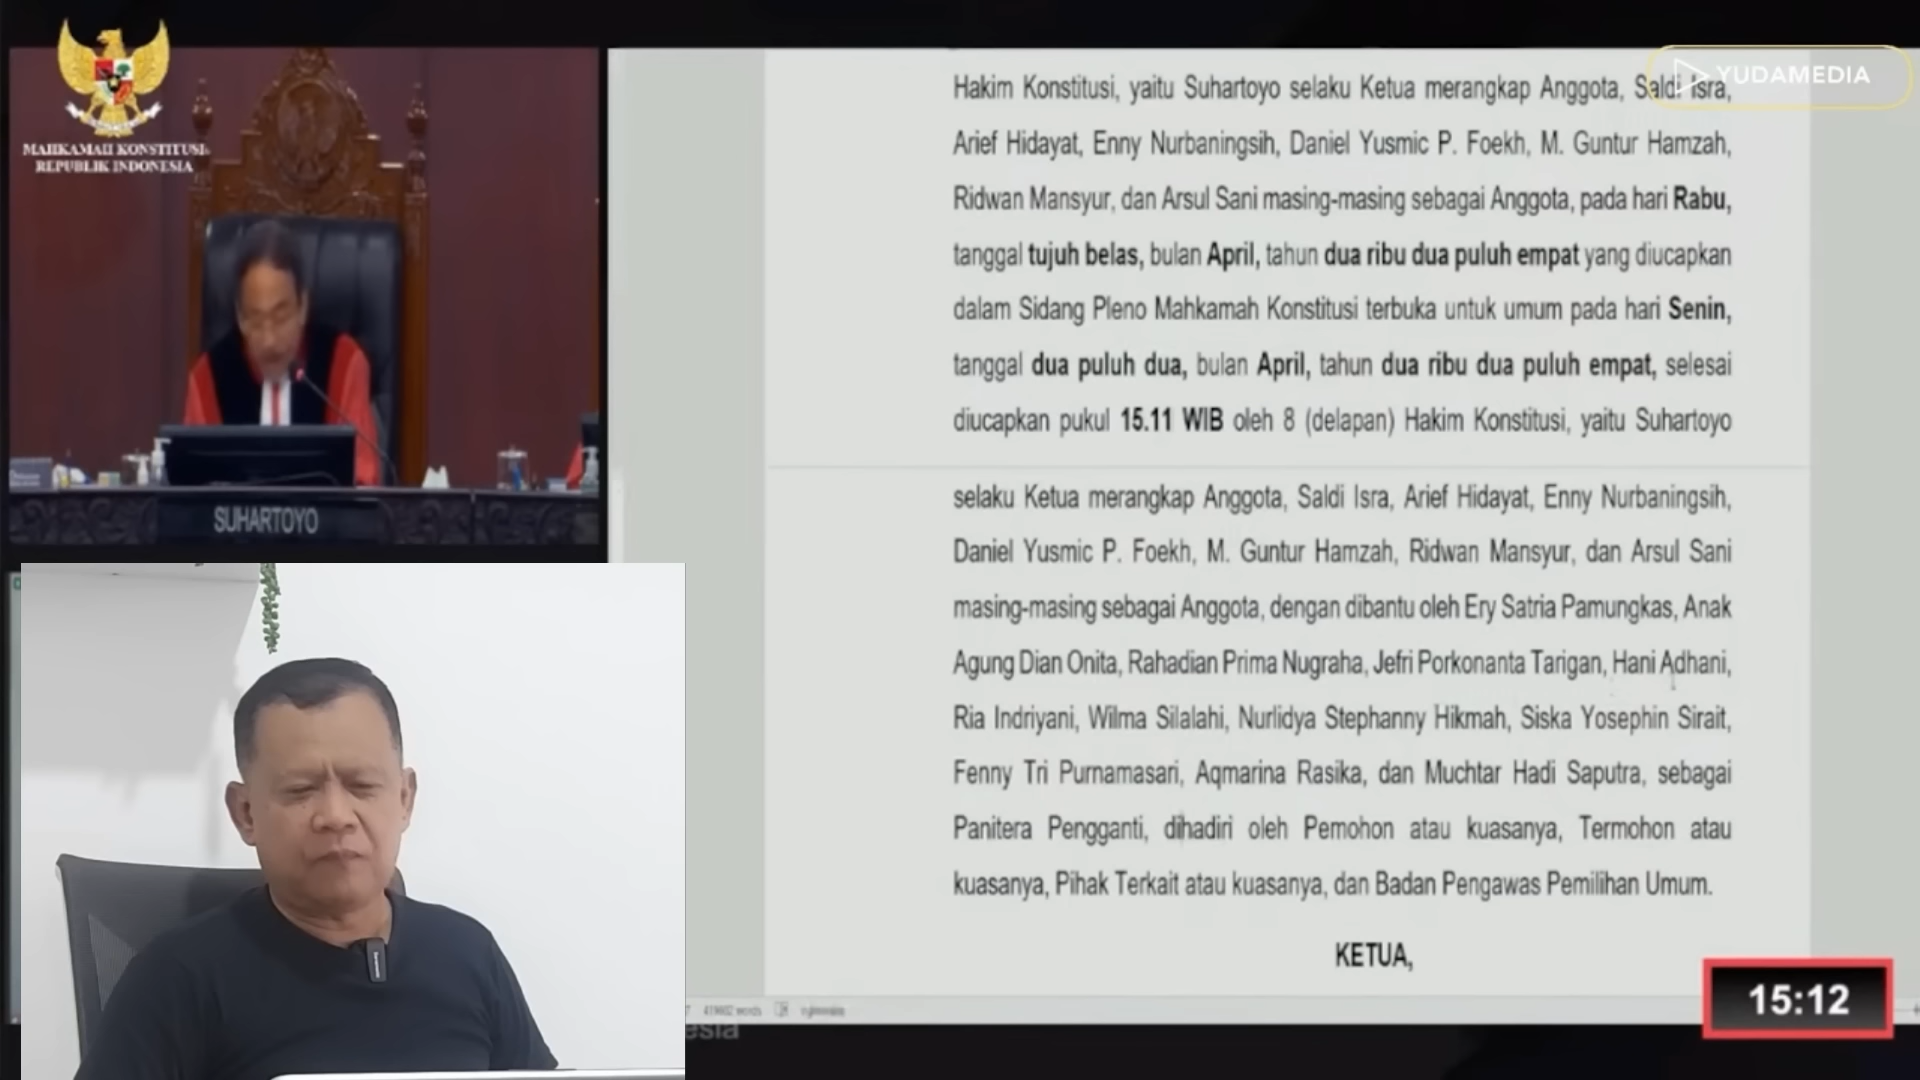 MAHKAMAH KONSTITUSI
REPUBLIK INDONESIA
SUHARTOYO
YUDAMEDIA
Hakim Konstitusi, yaitu Suhartoyo selaku Ketua merangkap Anggota, Saldi Isra,
Arief Hidayat, Enny Nurbaningsih, Daniel Yusmic P. Foekh, M. Guntur Hamzah,
Ridwan Mansyur, dan Arsul Sani masing-masing sebagai Anggota, pada hari Rabu,
tanggal tujuh belas, bulan April, tahun dua ribu dua puluh empat yang diucapkan
dalam Sidang Pleno Mahkamah Konstitusi terbuka untuk umum pada hari Senin,
tanggal dua puluh dua, bulan April, tahun dua ribu dua puluh empat, selesai
diucapkan pukul 15.11 WIB oleh 8 (delapan) Hakim Konstitusi, yaitu Suhartoyo
selaku Ketua merangkap Anggota, Saldi Isra, Arief Hidayat, Enny Nurbaningsih,
Daniel Yusmic P. Foekh, M. Guntur Hamzah, Ridwan Mansyur, dan Arsul Sani
masing-masing sebagai Anggota, dengan dibantu oleh Ery Satria Pamungkas, Anak
Agung Dian Onita, Rahadian Prima Nugraha, Jefri Porkonanta Tarigan, Hani Adhani,
Ria Indriyani, Wilma Silalahi, Nurlidya Stephanny Hikmah, Siska Yosephin Sirait,
Fenny Tri Purnamasari, Aqmarina Rasika, dan Muchtar Hadi Saputra, sebagai
Panitera Pengganti, dihadiri oleh Pemohon atau kuasanya, Termohon atau
kuasanya, Pihak Terkait atau kuasanya, dan Badan Pengawas Pemilihan Umum.
KETUA,
esia
15:12